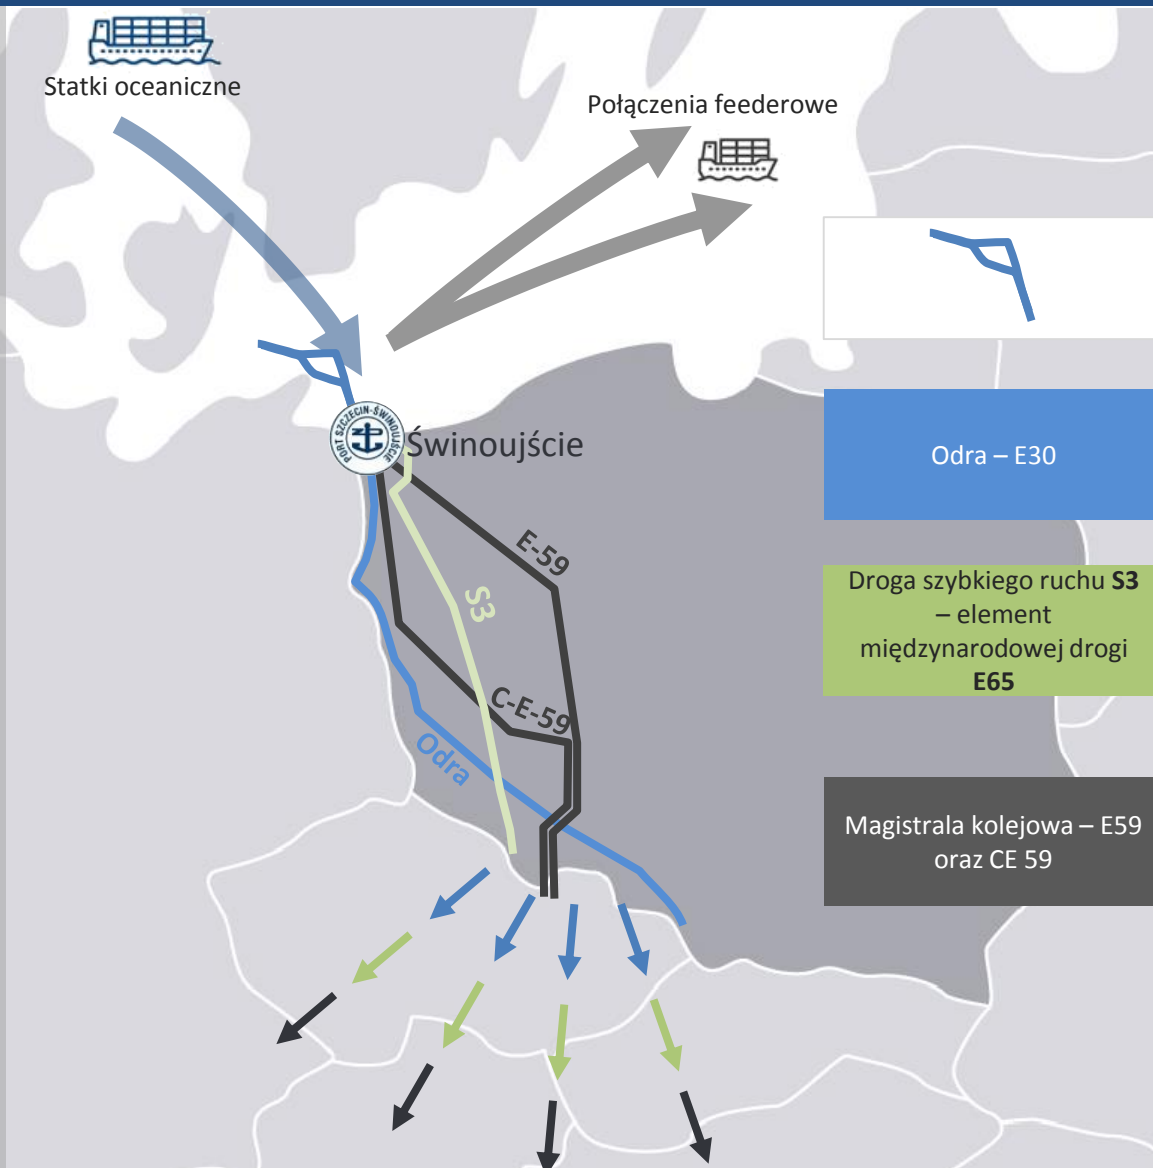 Statki oceaniczne
Połączenia feederowe
PORT SZCZECIN-ŚWINOUJŚCIE
Świnoujście
E-59
S3
C-E-59
Odra
Odra – E30
Droga szybkiego ruchu S3
– element
międzynarodowej drogi
E65
Magistrala kolejowa – E59
oraz CE 59